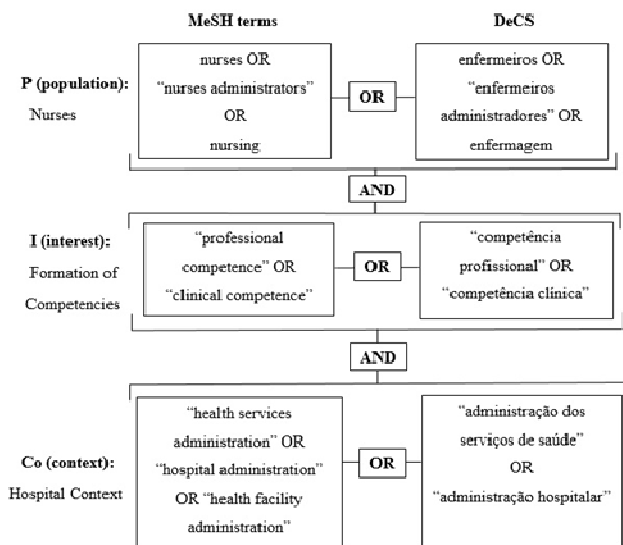 MeSH terms
DeCS
P (population):
Nurses
nurses OR
“nurses administrators”
OR
nursing
OR
enfermeiros OR
“enfermeiros
administradores” OR
enfermagem
AND
I (interest):
Formation of
Competencies
“professional
competence” OR
“clinical competence”
OR
“competência
profissional” OR
“competência clínica”
AND
Co (context):
Hospital Context
“health services
administration” OR
“hospital administration”
OR “health facility
administration”
OR
“administração dos
serviços de saúde”
OR
“administração hospitalar”